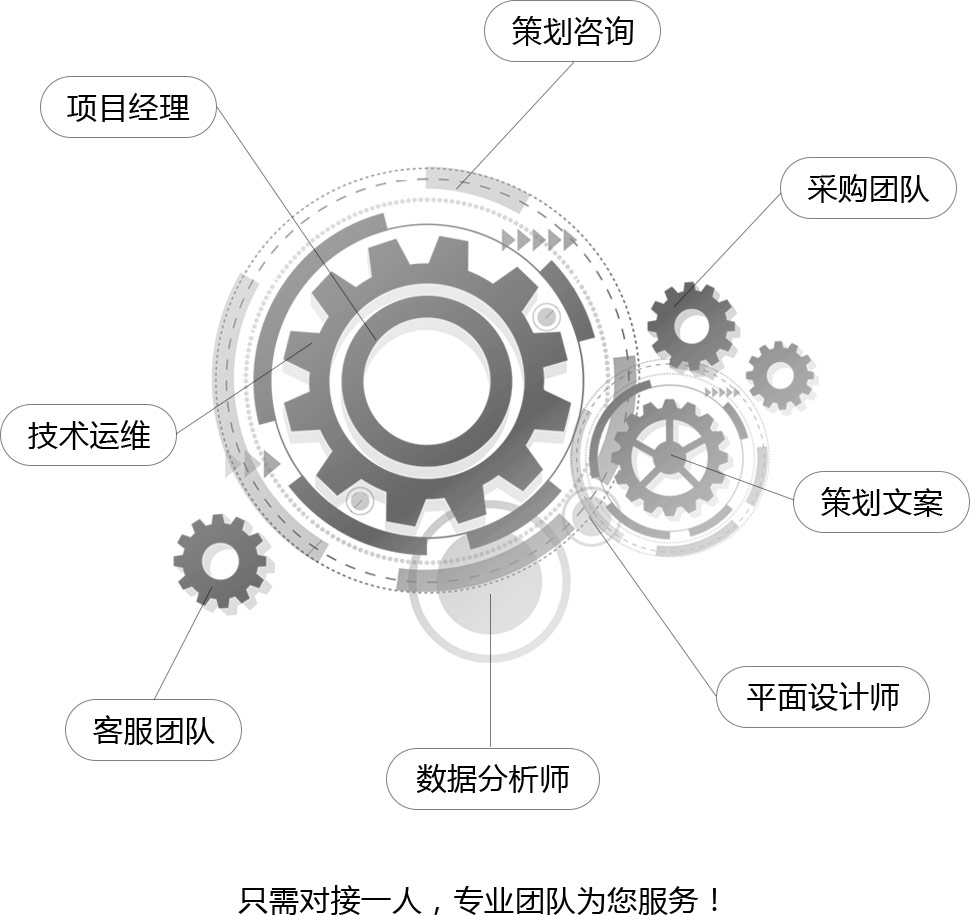 策划咨询
项目经理
采购团队
技术运维
策划文案
平面设计师
客服团队
数据分析师
只需对接一人，专业团队为您服务！